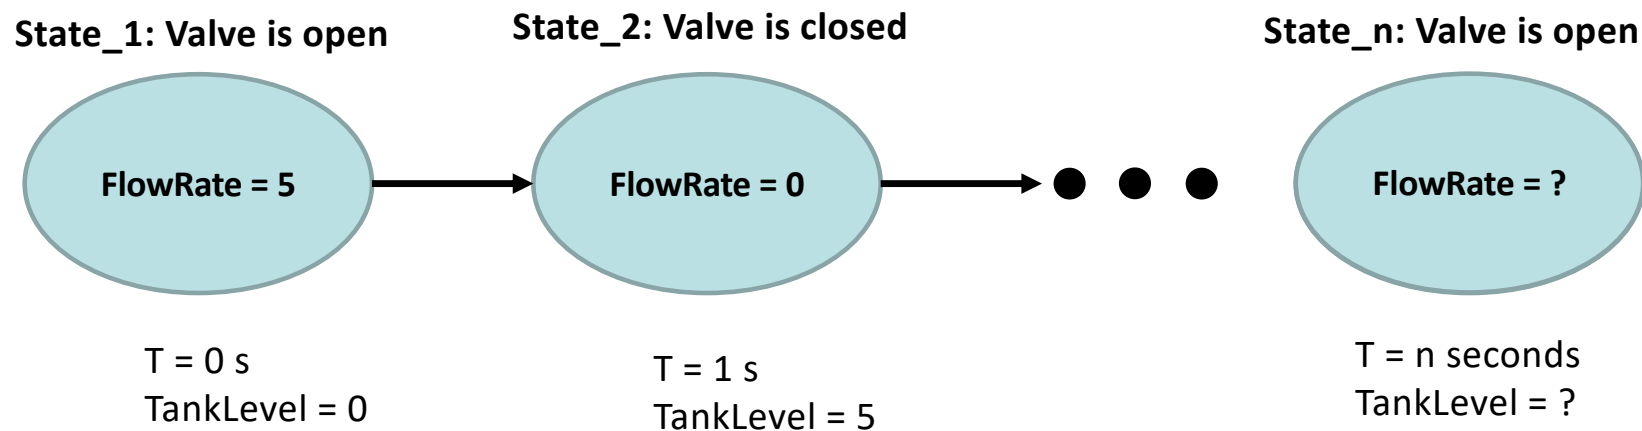 State_1: Valve is open
State_2: Valve is closed
State_n: Valve is open
FlowRate = 5
FlowRate = 0
FlowRate = ?
T = 0 s
TankLevel = 0
T = 1 s
TankLevel = 5
T = n seconds
TankLevel = ?